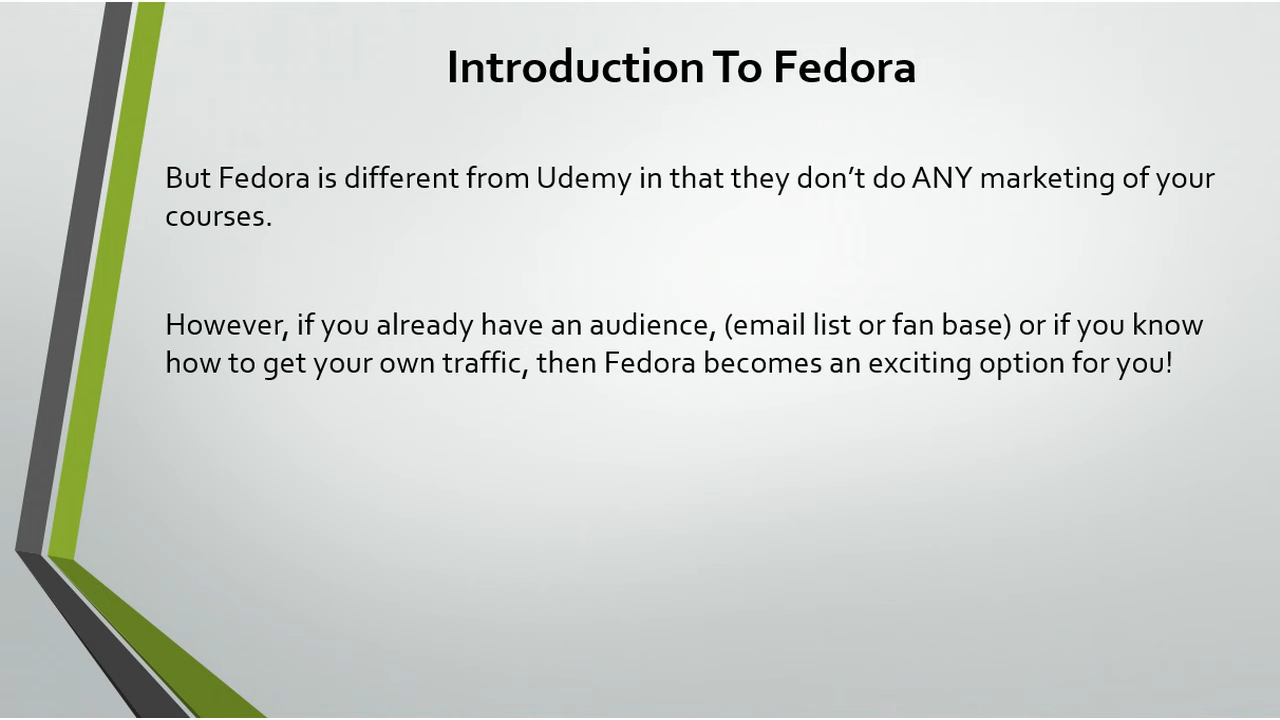 Introduction To Fedora
But Fedora is different from Udemy in that they don’t do ANY marketing of your
courses.
However, if you already have an audience, (email list or fan base) or if you know
how to get your own traffic, then Fedora becomes an exciting option for you!